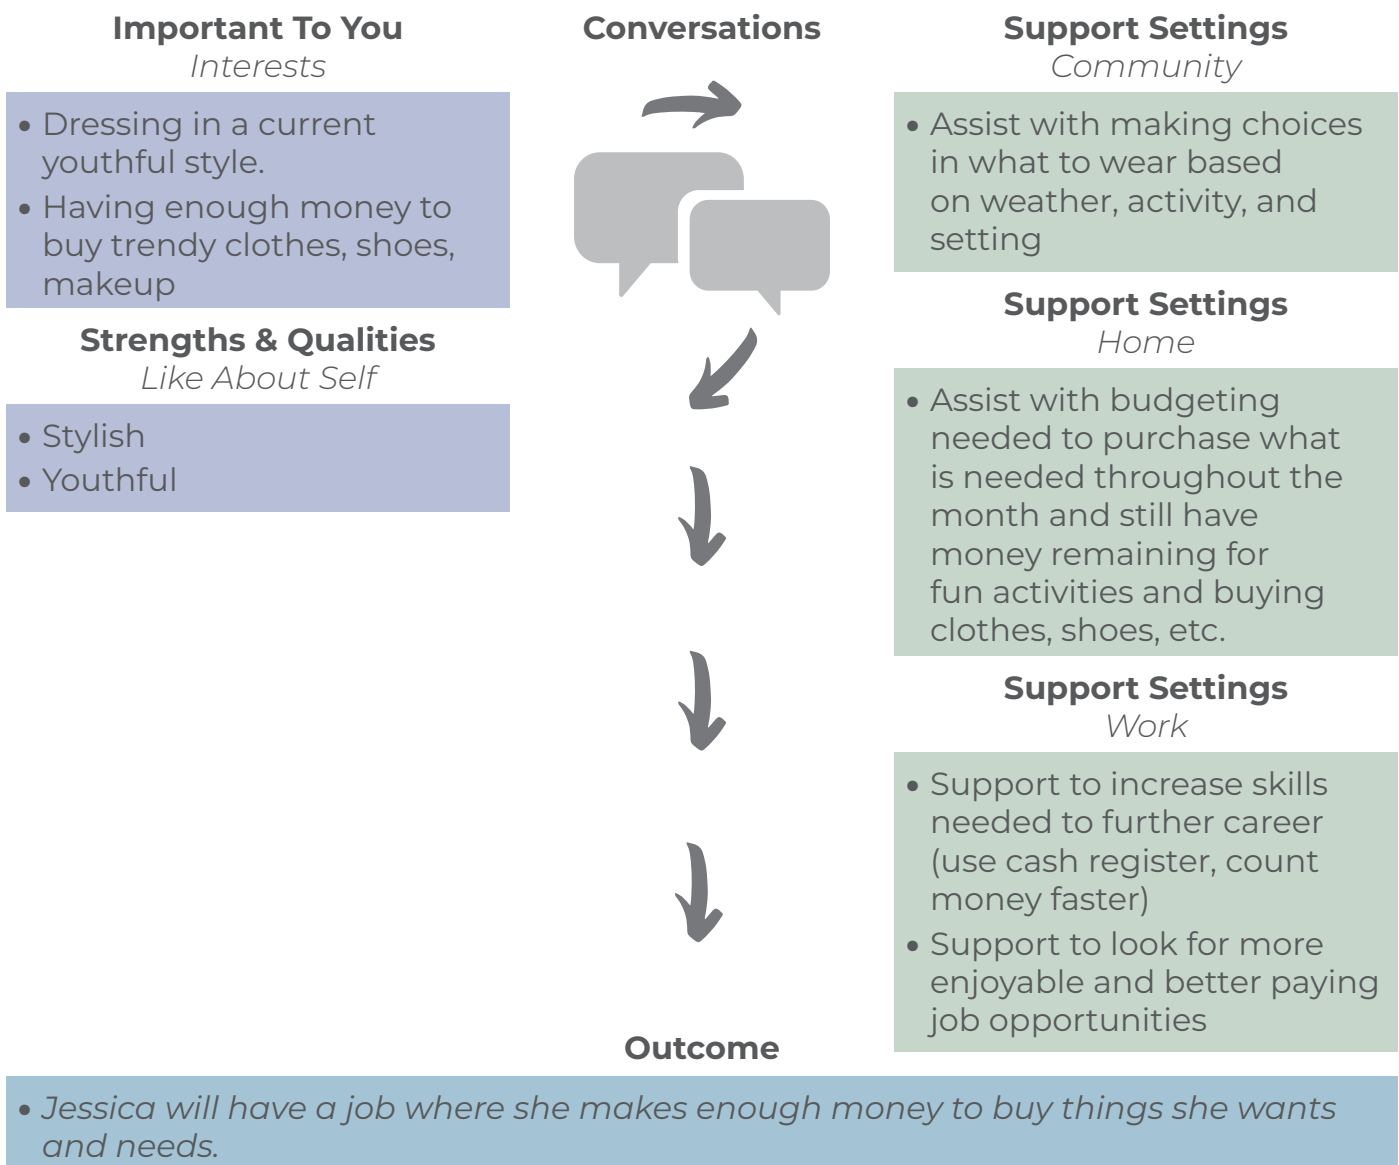 Important To You
Interests
• Dressing in a current
youthful style.
• Having enough money to
buy trendy clothes, shoes,
makeup
Strengths & Qualities
Like About Self
• Stylish
• Youthful
Conversations
Support Settings
Community
• Assist with making choices
in what to wear based
on weather, activity, and
setting
Support Settings
Home
• Assist with budgeting
needed to purchase what
is needed throughout the
month and still have
money remaining for
fun activities and buying
clothes, shoes, etc.
Support Settings
Work
• Support to increase skills
needed to further career
(use cash register, count
money faster)
• Support to look for more
enjoyable and better paying
job opportunities
Outcome
• Jessica will have a job where she makes enough money to buy things she wants
and needs.